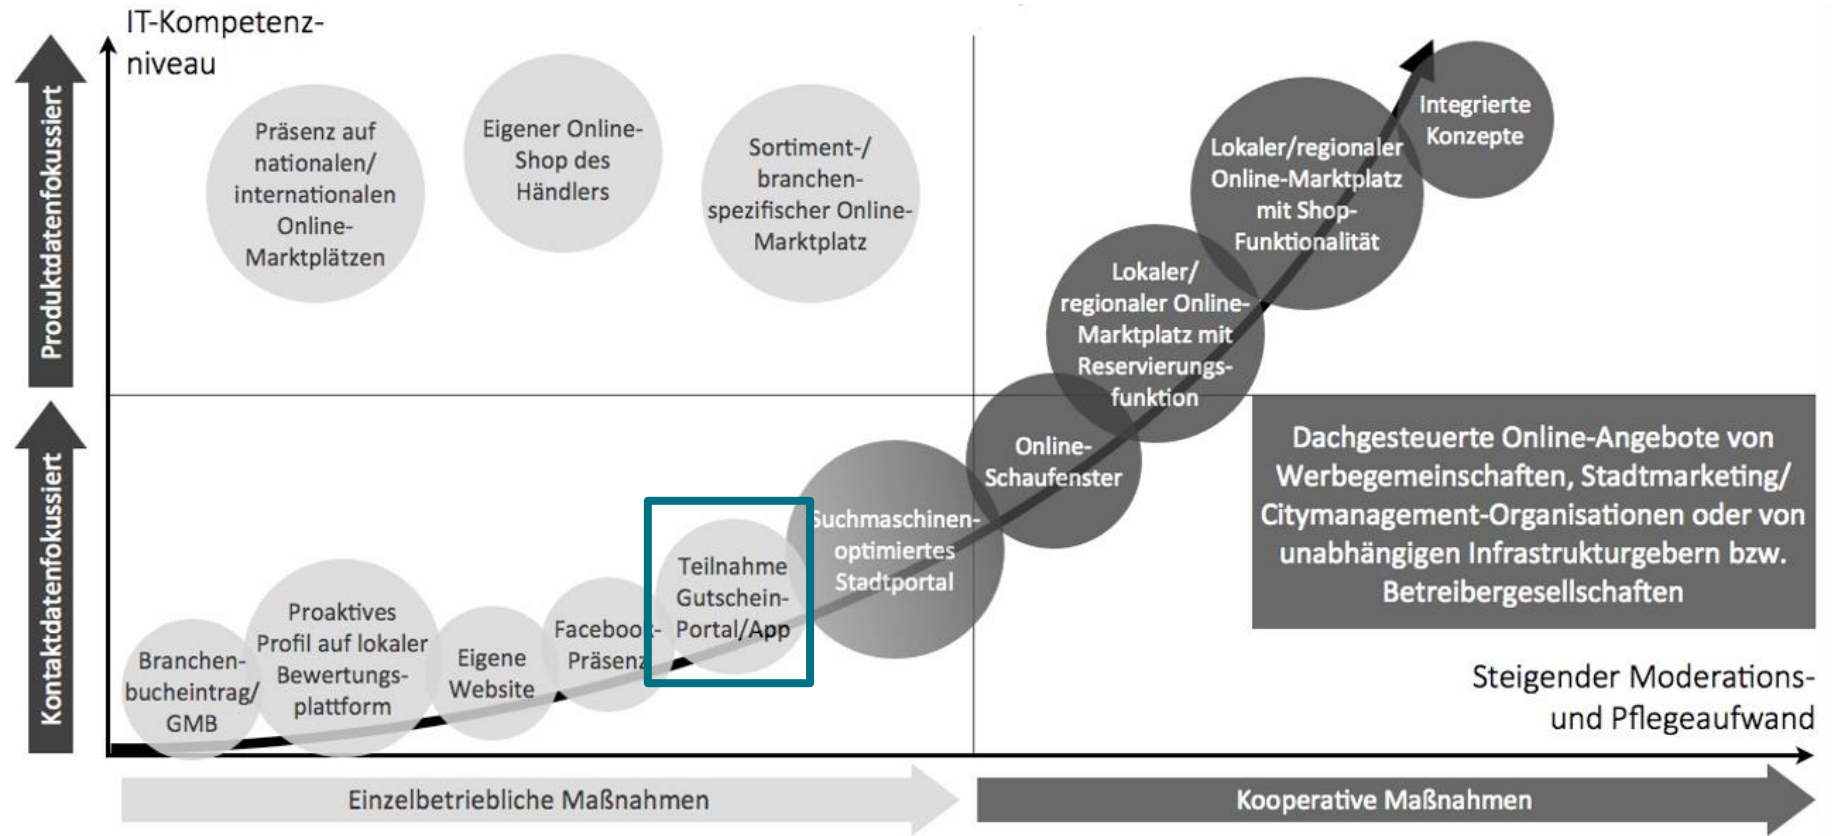 IT-Kompetenz-
niveau
Produktdatenfokussiert
Kontaktdatenfokussiert
Präsenz auf
nationalen/
internationalen
Online-
Marktplätzen
Eigener Online-
Shop des
Händlers
Sortiment-/
branchen-
spezifischer Online-
Marktplatz
Integrierte
Konzepte
Lokaler/regionaler
Online-Marktplatz
mit Shop-
Funktionalität
Lokaler/
regionaler Online-
Marktplatz mit
Reservierungs-
funktion
Online-
Schaufenster
Suchmaschinen-
optimiertes
Stadtportal
Teilnahme
Gutschein-
Portal/App
Facebook-
Präsenz
Eigene
Website
Proaktives
Profil auf lokaler
Bewertungs-
plattform
Branchen-
bucheintrag/
GMB
Dachgesteuerte Online-Angebote von
Werbegemeinschaften, Stadtmarketing/
Citymanagement-Organisationen oder von
unabhängigen Infrastrukturgebern bzw.
Betreibergesellschaften
Steigender Moderations-
und Pflegeaufwand
Einzelbetriebliche Maßnahmen
Kooperative Maßnahmen